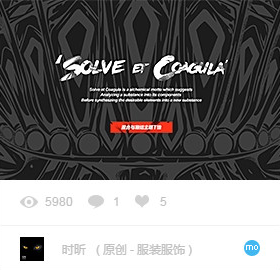 'SOLVE ET COAGULA'
Solve et Coagula is a alchemical motto which suggests
Analyzing a substance into its components
Before synthesizing the desirable elements into a new substance
5980 1 5
时昕 （原创 - 服装服饰）
mo